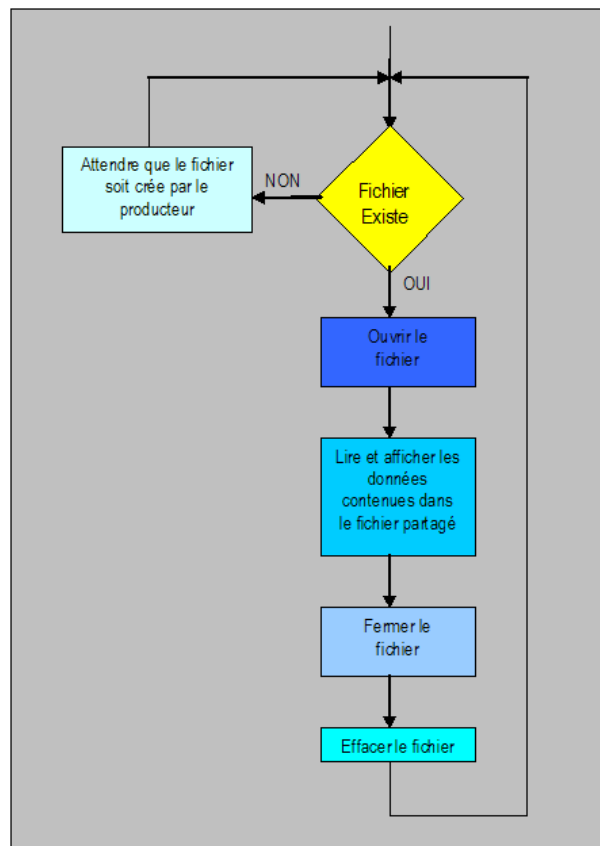 Attendre que le fichier
soit crée par le
producteur
NON
Fichier
Existe
OUI
Ouvrir le
fichier
Lire et afficher les
données
contenues dans
le fichier partagé
Fermer le
fichier
Effacer le fichier